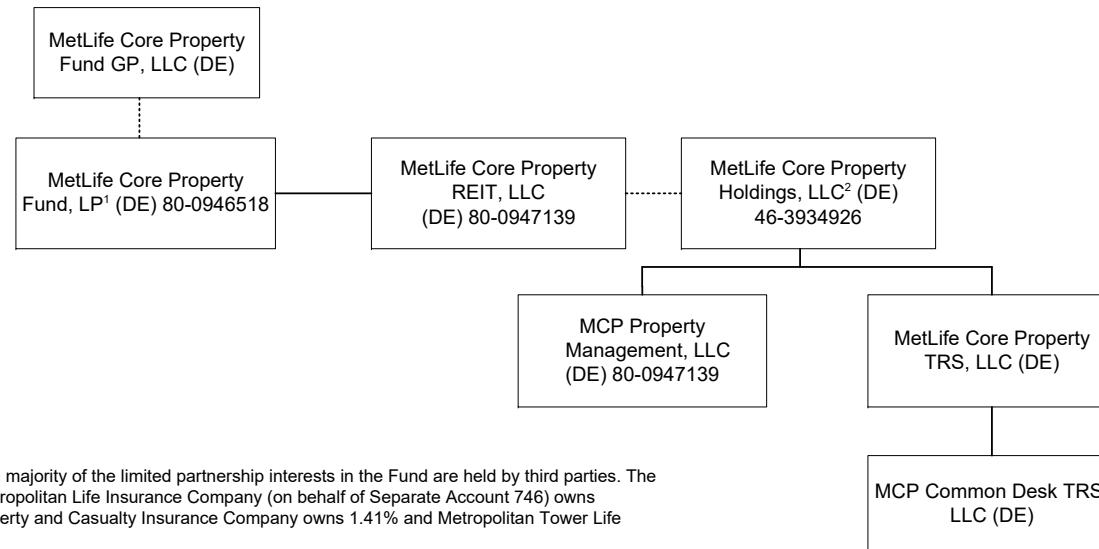 MetLife Core Property
Fund GP, LLC (DE)
MetLife Core Property
Fund, LP¹ (DE) 80-0946518
MetLife Core Property
REIT, LLC
(DE) 80-0947139
MetLife Core Property
Holdings, LLC² (DE)
46-3934926
MCP Property
Management, LLC
(DE) 80-0947139
MetLife Core Property
TRS, LLC (DE)
MCP Common Desk TRS
LLC (DE)
majority of the limited partnership interests in the Fund are held by third parties. The
ropolitan Life Insurance Company (on behalf of Separate Account 746) owns
erty and Casualty Insurance Company owns 1.41% and Metropolitan Tower Life